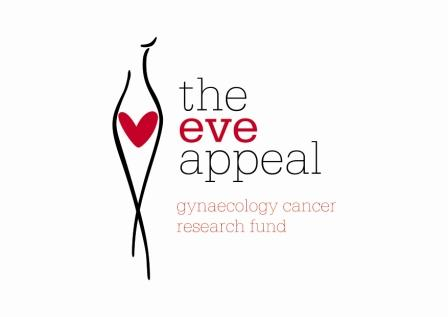 the
eve
appeal
gynaecology cancer
research fund